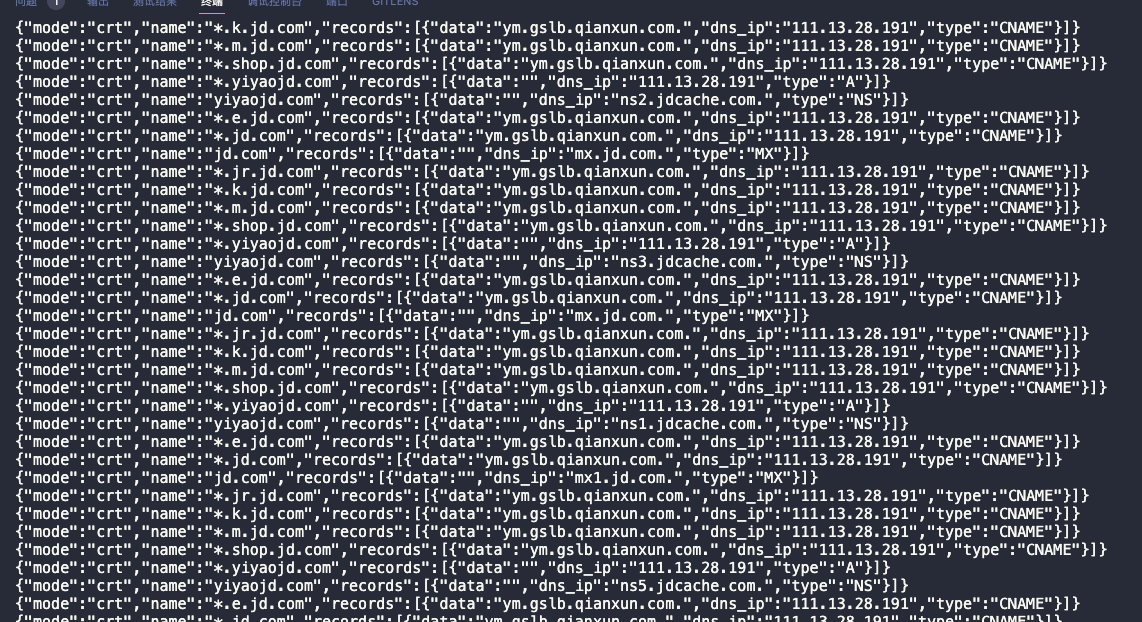 问题 1 输出 测试结果 终端 调试控制台 端口 GITLENS
{"mode":"crt","name":"*.k.jd.com","records":[{"data":"ym.gslb.qianxun.com.","dns_ip":"111.13.28.191","type":"CNAME"}]}
{"mode":"crt","name":"*.m.jd.com","records":[{"data":"ym.gslb.qianxun.com.","dns_ip":"111.13.28.191","type":"CNAME"}]}
{"mode":"crt","name":"*.shop.jd.com","records":[{"data":"ym.gslb.qianxun.com.","dns_ip":"111.13.28.191","type":"CNAME"}]}
{"mode":"crt","name":"*.yiyaojd.com","records":[{"data":"","dns_ip":"111.13.28.191","type":"A"}]}
{"mode":"crt","name":"yiyaojd.com","records":[{"data":"","dns_ip":"ns2.jdcache.com.","type":"NS"}]}
{"mode":"crt","name":"*.e.jd.com","records":[{"data":"ym.gslb.qianxun.com.","dns_ip":"111.13.28.191","type":"CNAME"}]}
{"mode":"crt","name":"*.jd.com","records":[{"data":"ym.gslb.qianxun.com.","dns_ip":"111.13.28.191","type":"CNAME"}]}
{"mode":"crt","name":"jd.com","records":[{"data":"","dns_ip":"mx.jd.com.","type":"MX"}]}
{"mode":"crt","name":"*.jr.jd.com","records":[{"data":"ym.gslb.qianxun.com.","dns_ip":"111.13.28.191","type":"CNAME"}]}
{"mode":"crt","name":"*.k.jd.com","records":[{"data":"ym.gslb.qianxun.com.","dns_ip":"111.13.28.191","type":"CNAME"}]}
{"mode":"crt","name":"*.m.jd.com","records":[{"data":"ym.gslb.qianxun.com.","dns_ip":"111.13.28.191","type":"CNAME"}]}
{"mode":"crt","name":"*.shop.jd.com","records":[{"data":"ym.gslb.qianxun.com.","dns_ip":"111.13.28.191","type":"CNAME"}]}
{"mode":"crt","name":"*.yiyaojd.com","records":[{"data":"","dns_ip":"111.13.28.191","type":"A"}]}
{"mode":"crt","name":"yiyaojd.com","records":[{"data":"","dns_ip":"ns3.jdcache.com.","type":"NS"}]}
{"mode":"crt","name":"*.e.jd.com","records":[{"data":"ym.gslb.qianxun.com.","dns_ip":"111.13.28.191","type":"CNAME"}]}
{"mode":"crt","name":"*.jd.com","records":[{"data":"ym.gslb.qianxun.com.","dns_ip":"111.13.28.191","type":"CNAME"}]}
{"mode":"crt","name":"jd.com","records":[{"data":"","dns_ip":"mx.jd.com.","type":"MX"}]}
{"mode":"crt","name":"*.jr.jd.com","records":[{"data":"ym.gslb.qianxun.com.","dns_ip":"111.13.28.191","type":"CNAME"}]}
{"mode":"crt","name":"*.k.jd.com","records":[{"data":"ym.gslb.qianxun.com.","dns_ip":"111.13.28.191","type":"CNAME"}]}
{"mode":"crt","name":"*.m.jd.com","records":[{"data":"ym.gslb.qianxun.com.","dns_ip":"111.13.28.191","type":"CNAME"}]}
{"mode":"crt","name":"*.shop.jd.com","records":[{"data":"ym.gslb.qianxun.com.","dns_ip":"111.13.28.191","type":"CNAME"}]}
{"mode":"crt","name":"*.yiyaojd.com","records":[{"data":"","dns_ip":"111.13.28.191","type":"A"}]}
{"mode":"crt","name":"yiyaojd.com","records":[{"data":"","dns_ip":"ns1.jdcache.com.","type":"NS"}]}
{"mode":"crt","name":"*.e.jd.com","records":[{"data":"ym.gslb.qianxun.com.","dns_ip":"111.13.28.191","type":"CNAME"}]}
{"mode":"crt","name":"*.jd.com","records":[{"data":"ym.gslb.qianxun.com.","dns_ip":"111.13.28.191","type":"CNAME"}]}
{"mode":"crt","name":"jd.com","records":[{"data":"","dns_ip":"mx1.jd.com.","type":"MX"}]}
{"mode":"crt","name":"*.jr.jd.com","records":[{"data":"ym.gslb.qianxun.com.","dns_ip":"111.13.28.191","type":"CNAME"}]}
{"mode":"crt","name":"*.k.jd.com","records":[{"data":"ym.gslb.qianxun.com.","dns_ip":"111.13.28.191","type":"CNAME"}]}
{"mode":"crt","name":"*.m.jd.com","records":[{"data":"ym.gslb.qianxun.com.","dns_ip":"111.13.28.191","type":"CNAME"}]}
{"mode":"crt","name":"*.shop.jd.com","records":[{"data":"ym.gslb.qianxun.com.","dns_ip":"111.13.28.191","type":"CNAME"}]}
{"mode":"crt","name":"*.yiyaojd.com","records":[{"data":"","dns_ip":"111.13.28.191","type":"A"}]}
{"mode":"crt","name":"yiyaojd.com","records":[{"data":"","dns_ip":"ns5.jdcache.com.","type":"NS"}]}
{"mode":"crt","name":"*.e.jd.com","records":[{"data":"ym.gslb.qianxun.com.","dns_ip":"111.13.28.191","type":"CNAME"}]}
{"mode":"crt","name":"*.jd.com","records":[{"data":"ym.gslb.qianxun.com.","dns_ip":"111.13.28.191","type":"CNAME"}]}